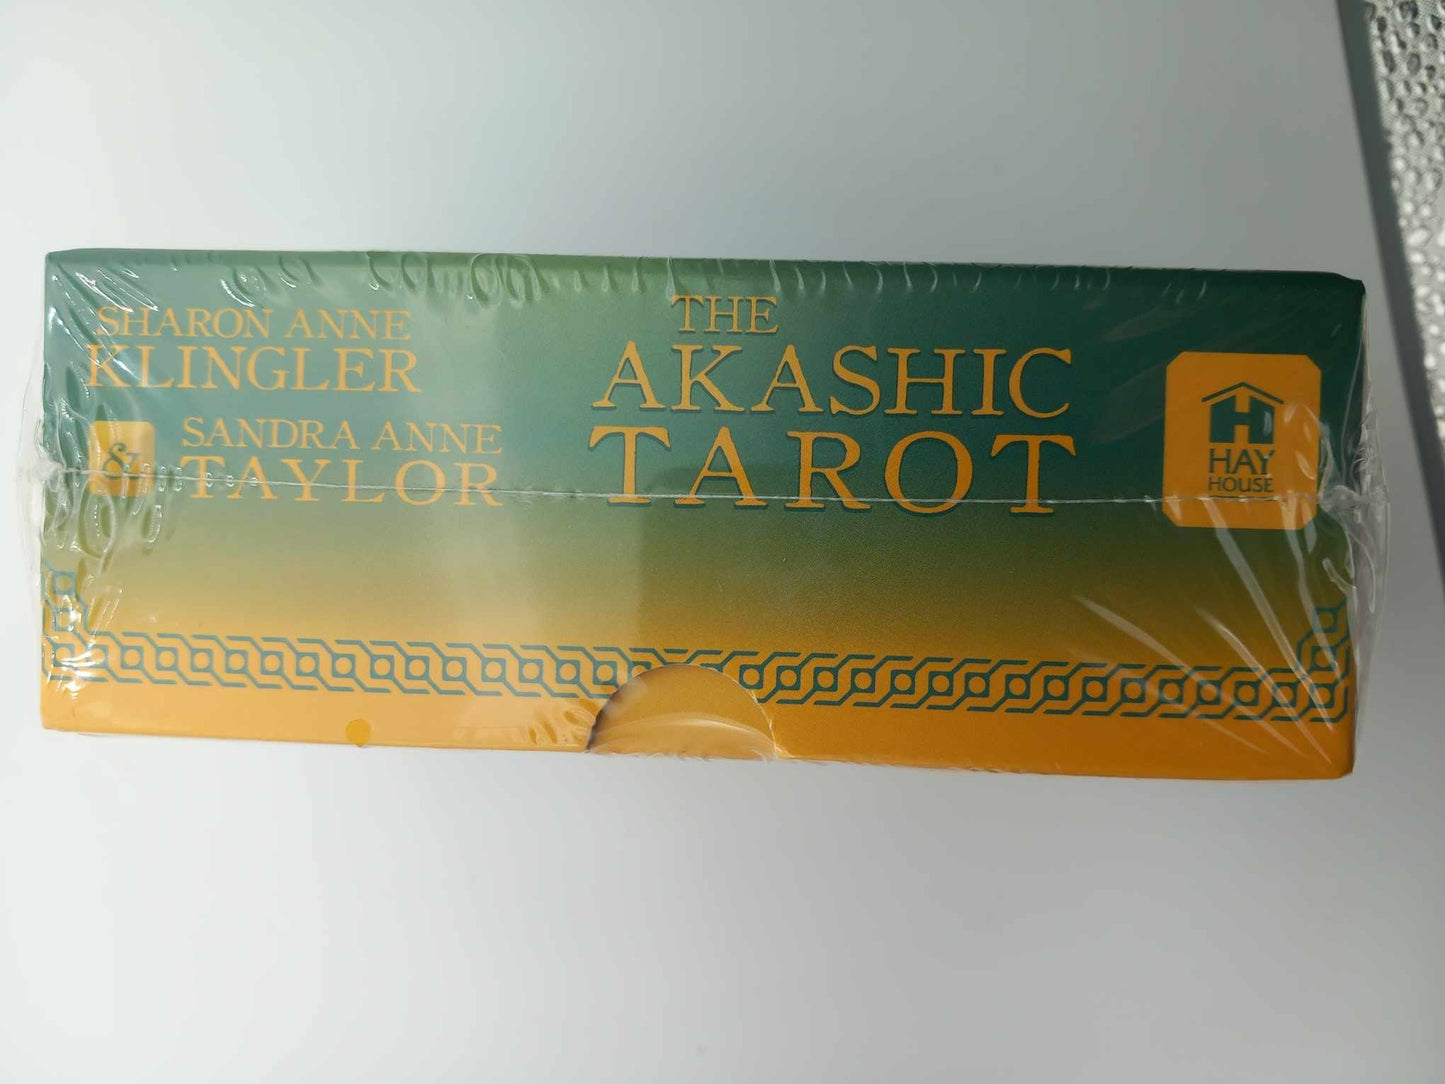 SHARON ANNE
KLINGLER
&
SANDRA ANNE
TAYLOR
THE
AKASHIC
TAROT
H
HAY
HOUSE